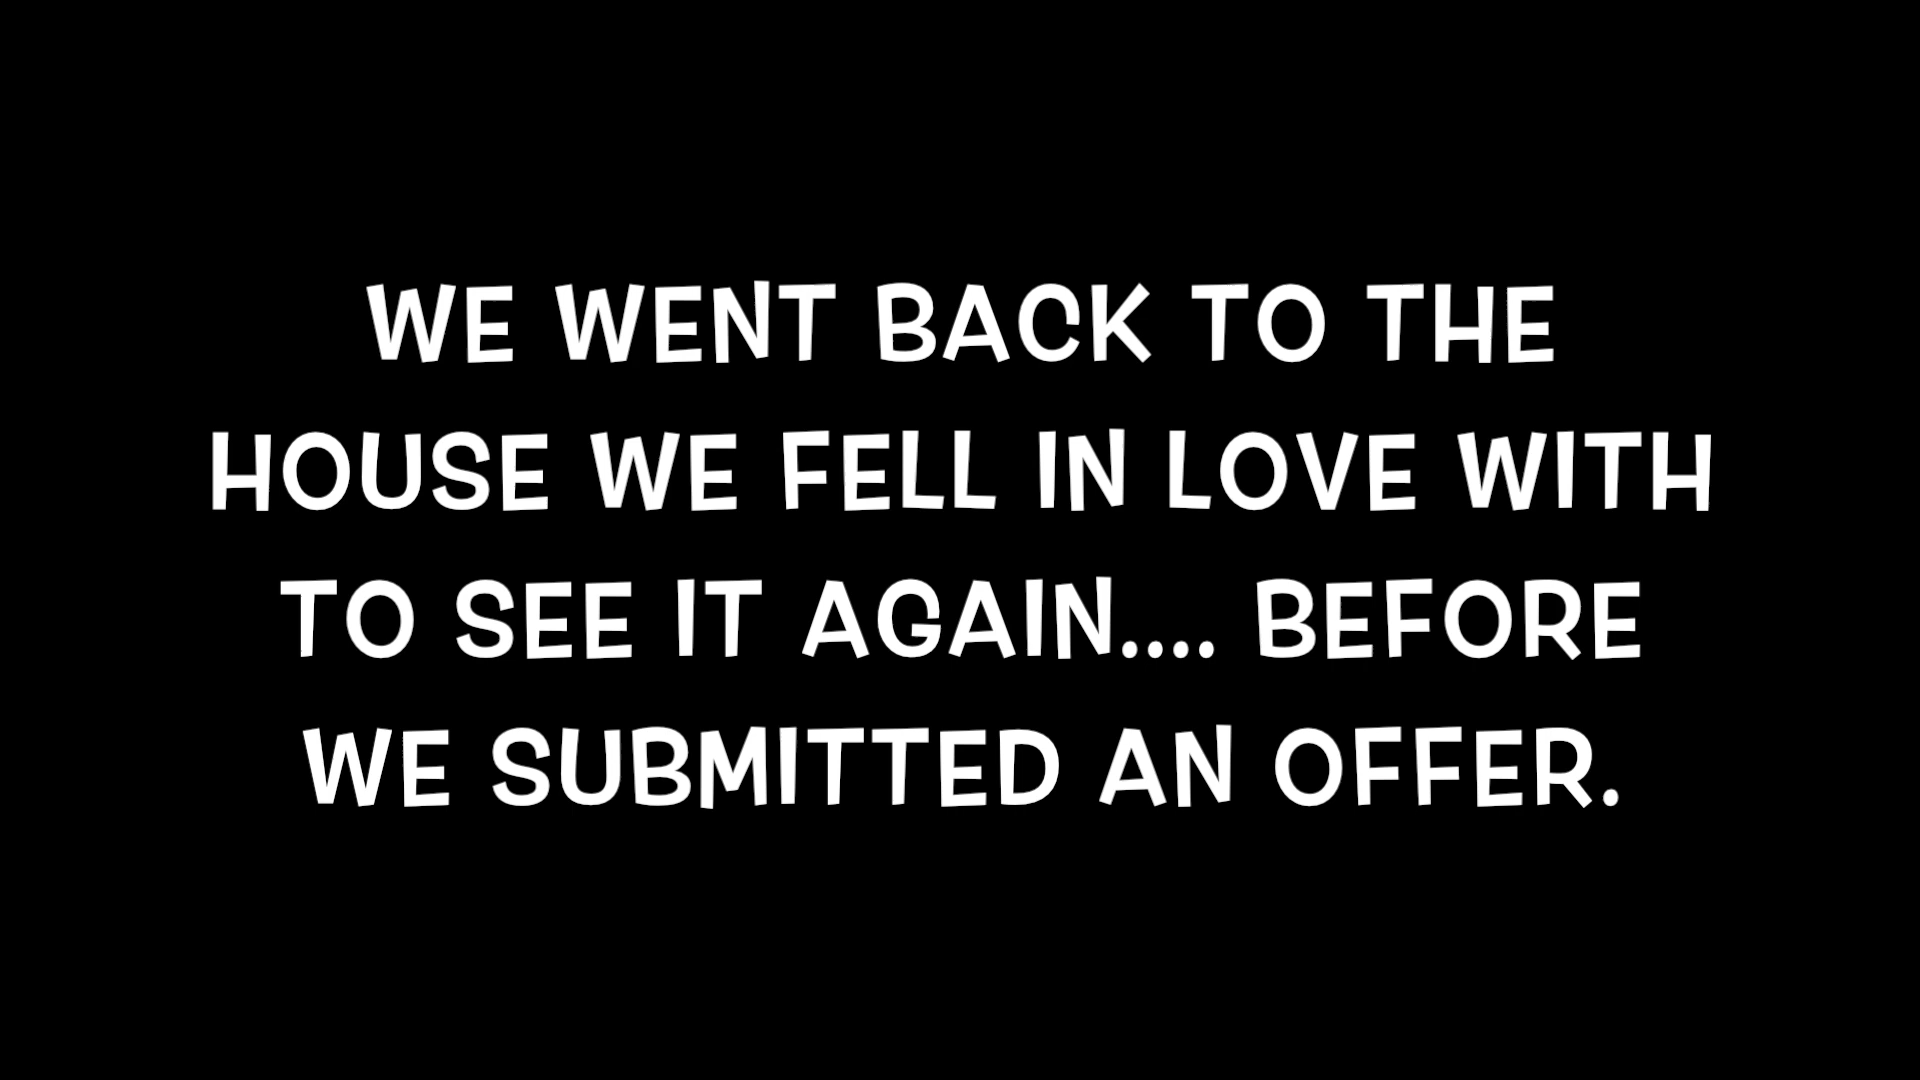 WE WENT BACK TO THE
HOUSE WE FELL IN LOVE WITH
TO SEE IT AGAIN.... BEFORE
WE SUBMITTED AN OFFER.